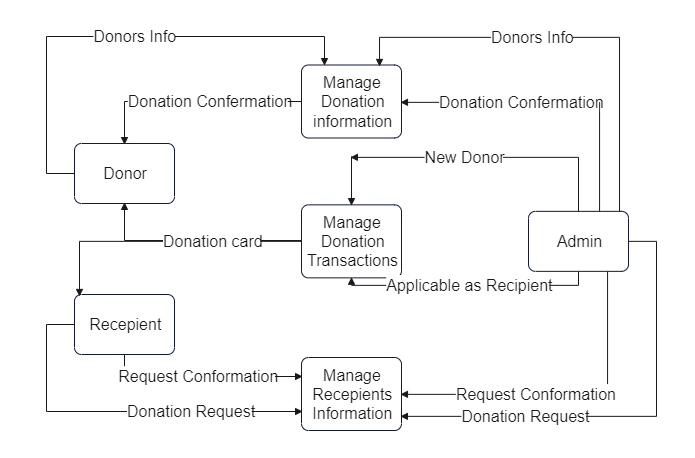 Donors Info
Donors Info
Manage
Donation
information
Donation Confermation
Donation Confermation
Donor
New Donor
Manage
Donation
Transactions
Donation card
Admin
Applicable as Recipient
Recepient
Request Conformation
Manage
Recepients
Information
Request Conformation
Donation Request
Donation Request